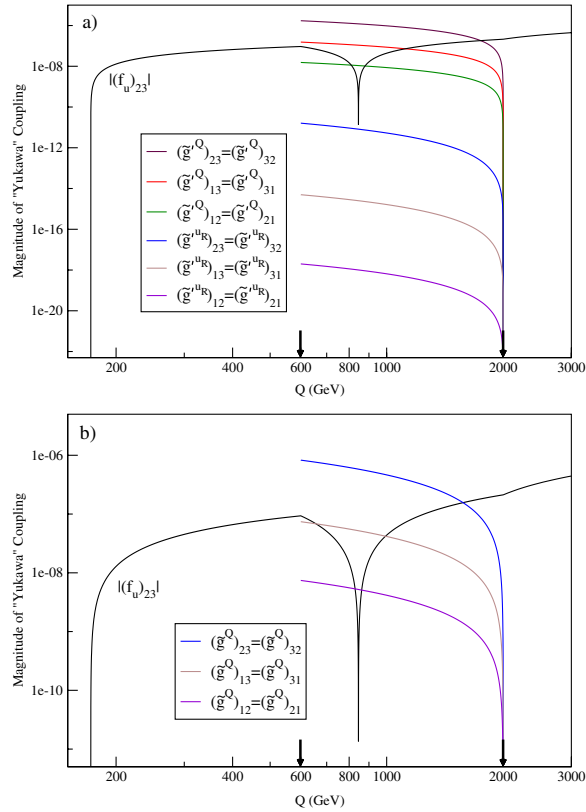 a)
1e-08
1e-12
1e-16
1e-20
Magnitude of "Yukawa" Coupling
|(f_u)_23|
(g̃'^Q)_23=(g̃'^Q)_32
(g̃'^Q)_13=(g̃'^Q)_31
(g̃'^Q)_12=(g̃'^Q)_21
(g̃'^u_R)_23=(g̃'^u_R)_32
(g̃'^u_R)_13=(g̃'^u_R)_31
(g̃'^u_R)_12=(g̃'^u_R)_21
200 400 600 800 1000 2000 3000
Q (GeV)
b)
1e-06
1e-08
1e-10
Magnitude of "Yukawa" Coupling
|(f_u)_23|
(g̃^Q)_23=(g̃^Q)_32
(g̃^Q)_13=(g̃^Q)_31
(g̃^Q)_12=(g̃^Q)_21
200 400 600 800 1000 2000 3000
Q (GeV)